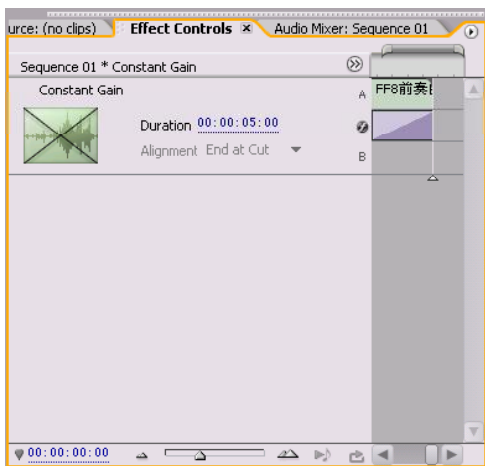 urce: (no clips) Effect Controls × Audio Mixer: Sequence 01
Sequence 01 * Constant Gain
Constant Gain A FF8前奏
Duration 00:00:05:00
Alignment End at Cut B
00:00:00:00